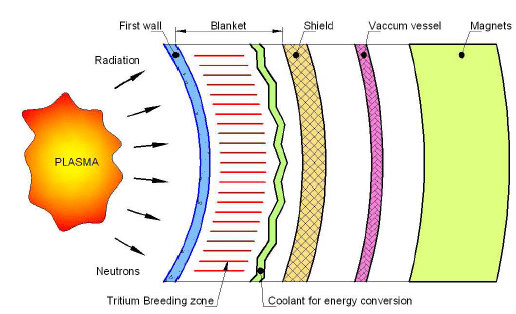 First wall
Blanket
Shield
Vaccum vessel
Magnets
Radiation
PLASMA
Neutrons
Tritium Breeding zone
Coolant for energy conversion